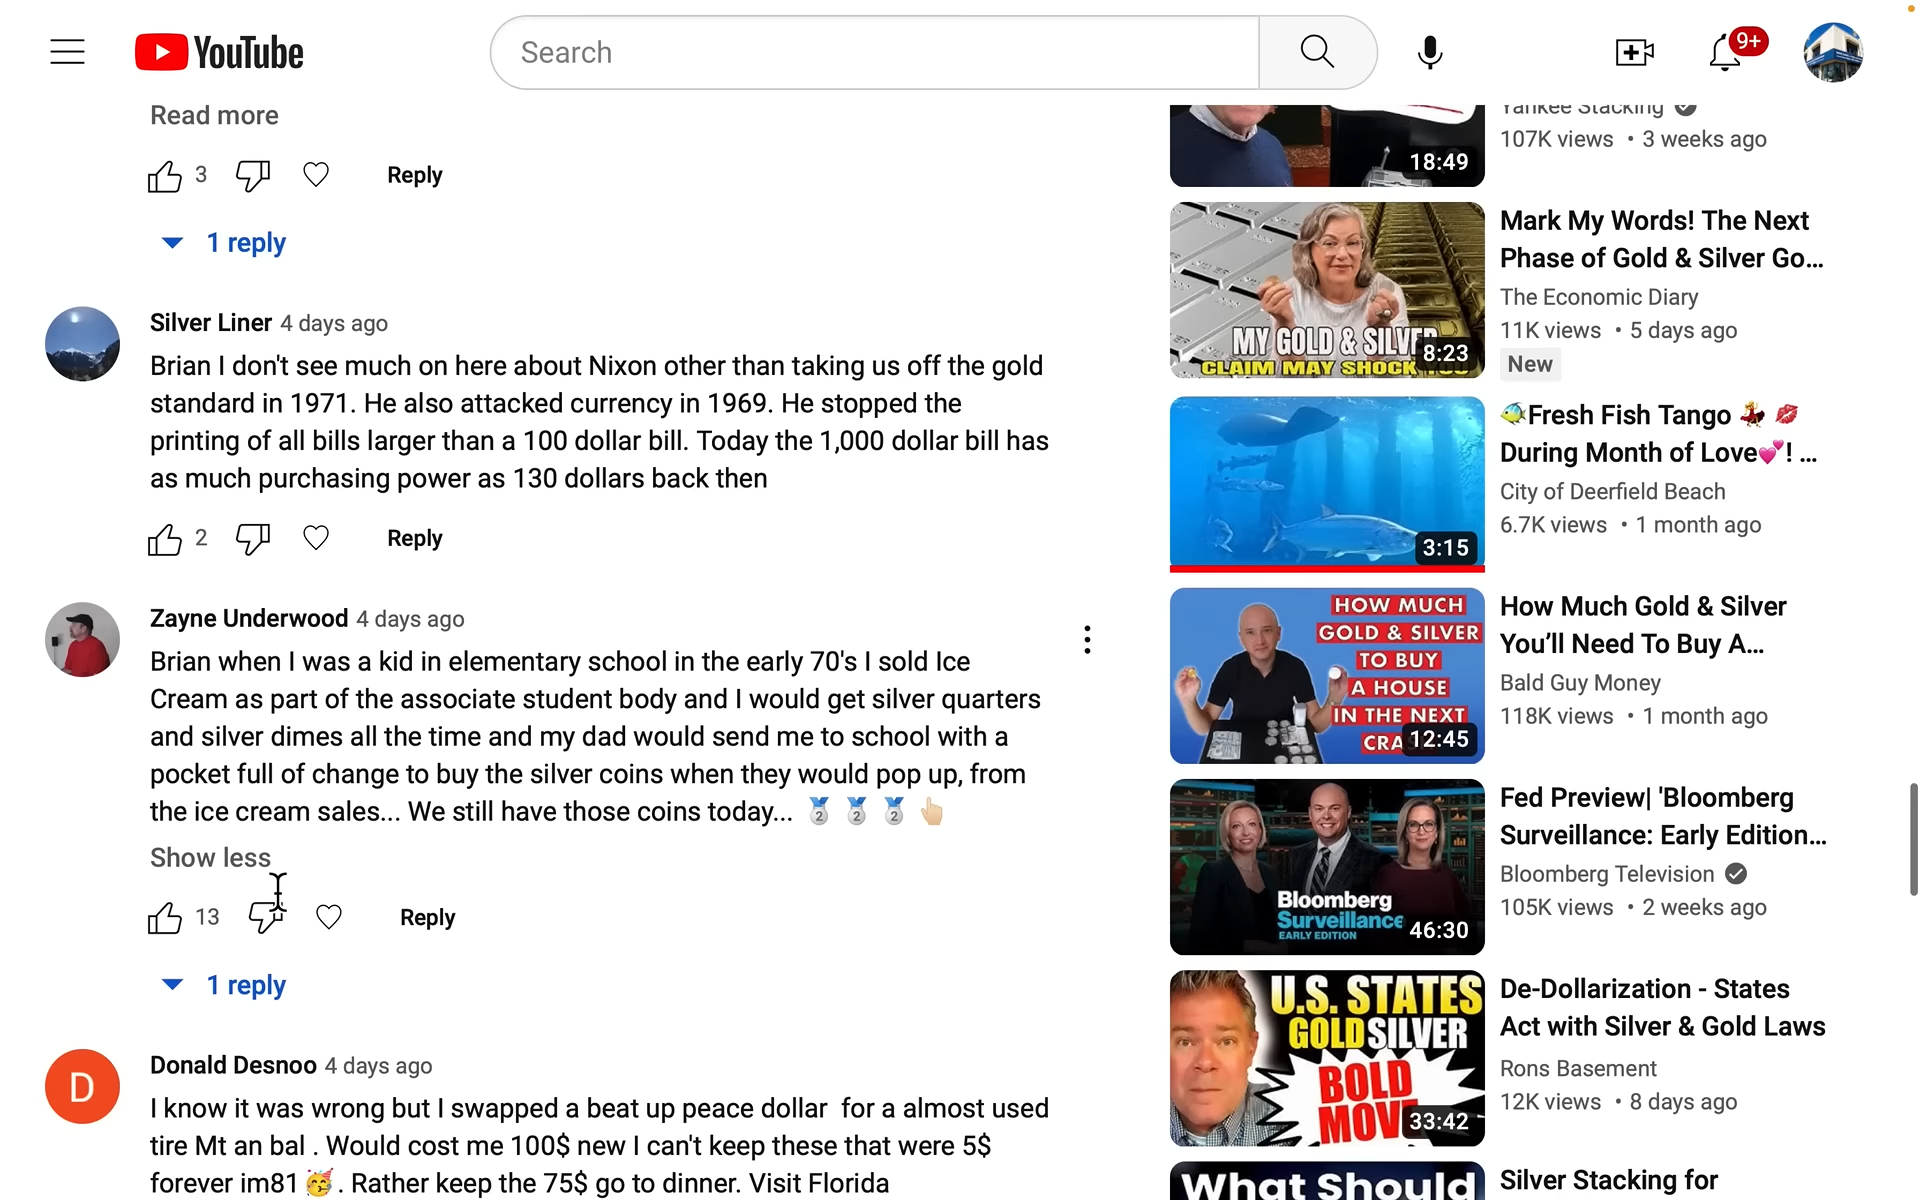 YouTube
Search
9+
Read more
3
Reply
1 reply
Silver Liner 4 days ago
Brian I don't see much on here about Nixon other than taking us off the gold
standard in 1971. He also attacked currency in 1969. He stopped the
printing of all bills larger than a 100 dollar bill. Today the 1,000 dollar bill has
as much purchasing power as 130 dollars back then
2
Reply
Zayne Underwood 4 days ago
Brian when I was a kid in elementary school in the early 70's I sold Ice
Cream as part of the associate student body and I would get silver quarters
and silver dimes all the time and my dad would send me to school with a
pocket full of change to buy the silver coins when they would pop up, from
the ice cream sales... We still have those coins today... 🥈 🥈 🥈 👆🏼
Show less
13
Reply
1 reply
Donald Desnoo 4 days ago
D
I know it was wrong but I swapped a beat up peace dollar for a almost used
tire Mt an bal . Would cost me 100$ new I can't keep these that were 5$
forever im81 🥳 . Rather keep the 75$ go to dinner. Visit Florida
18:49
Yankee Stacking
107K views • 3 weeks ago
MY GOLD & SILVER
CLAIM MAY SHOCK YOU
8:23
Mark My Words! The Next
Phase of Gold & Silver Go...
The Economic Diary
11K views • 5 days ago
New
3:15
🐠Fresh Fish Tango 💃 💋
During Month of Love💕! ...
City of Deerfield Beach
6.7K views • 1 month ago
HOW MUCH
GOLD & SILVER
TO BUY
A HOUSE
IN THE NEXT
CRA
12:45
How Much Gold & Silver
You’ll Need To Buy A...
Bald Guy Money
118K views • 1 month ago
Bloomberg
Surveillance
EARLY EDITION
46:30
Fed Preview| 'Bloomberg
Surveillance: Early Edition...
Bloomberg Television
105K views • 2 weeks ago
U.S. STATES
GOLD SILVER
BOLD
MOVE
33:42
De-Dollarization - States
Act with Silver & Gold Laws
Rons Basement
12K views • 8 days ago
What Should
Silver Stacking for